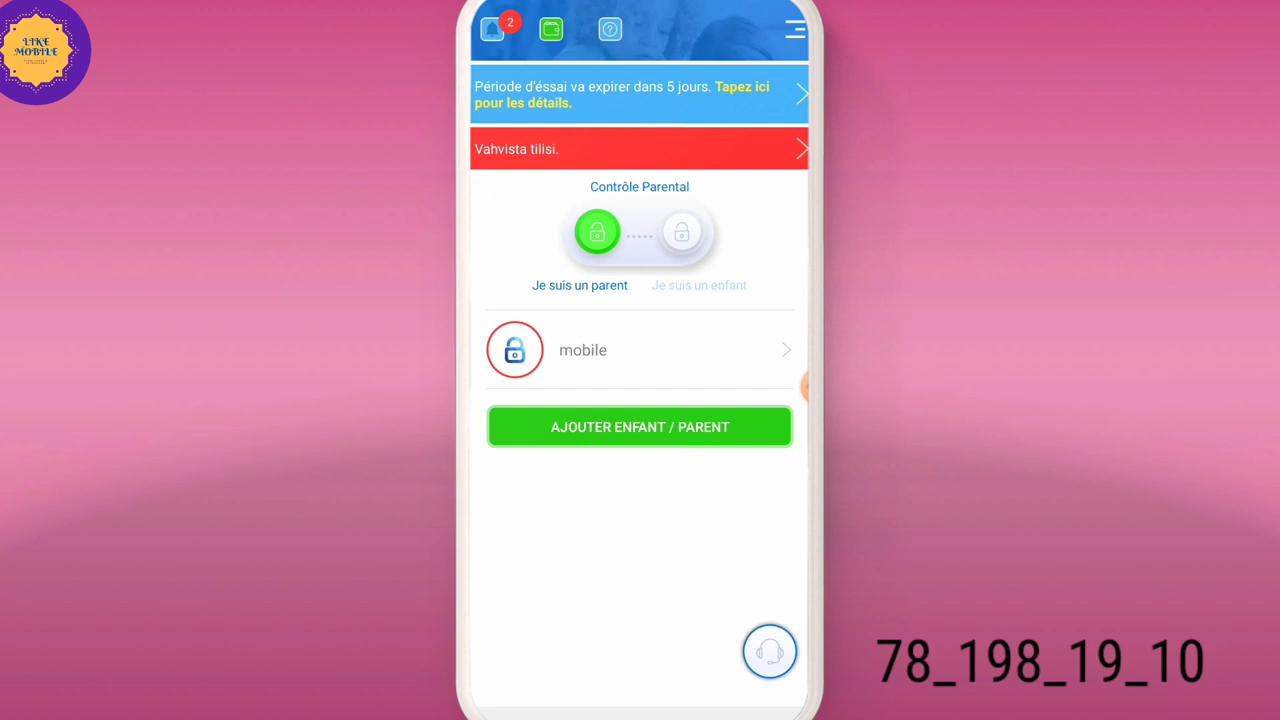 LIKE
MOBILE
2
Période d'éssai va expirer dans 5 jours. Tapez ici
pour les détails.
Vahvista tilisi.
Contrôle Parental
Je suis un parent
Je suis un enfant
mobile
AJOUTER ENFANT / PARENT
78_198_19_10